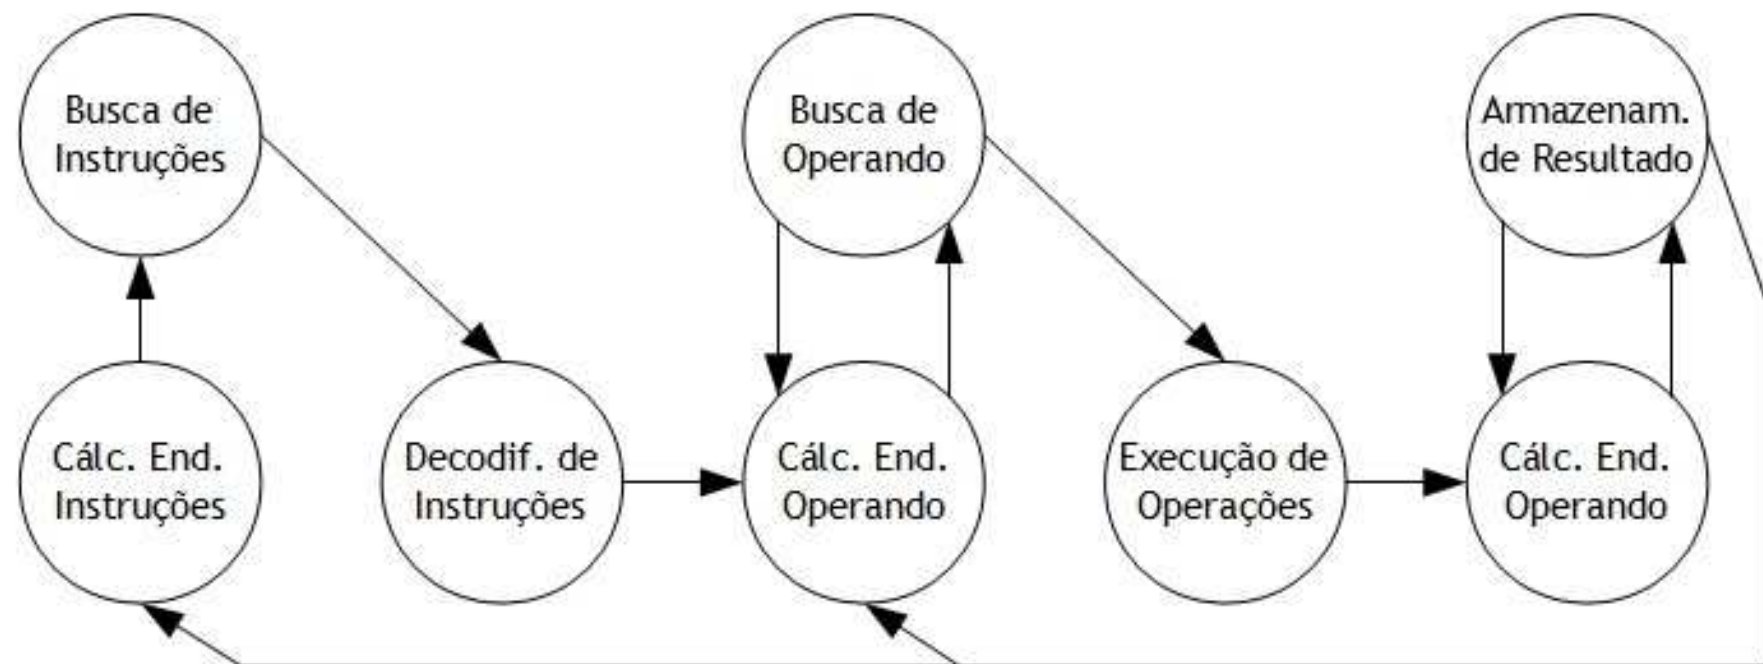 Busca de
Instruções
Busca de
Operando
Armazenam.
de Resultado
Cálc. End.
Instruções
Decodif. de
Instruções
Cálc. End.
Operando
Execução de
Operações
Cálc. End.
Operando